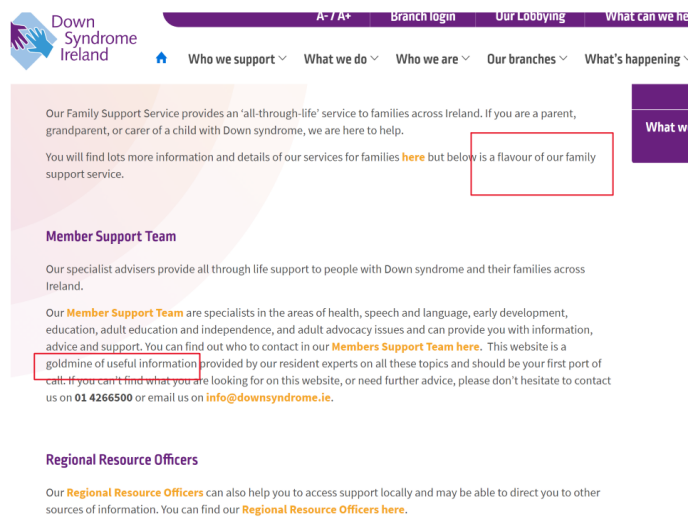 Down
Syndrome
Ireland
A- / A+ Branch login Our Lobbying What can we
Who we support What we do Who we are Our branches What's happening
Our Family Support Service provides an ‘all-through-life’ service to families across Ireland. If you are a parent,
grandparent, or carer of a child with Down syndrome, we are here to help.
What
You will find lots more information and details of our services for families here but below is a flavour of our family
support service.
Member Support Team
Our specialist advisers provide all through life support to people with Down syndrome and their families across
Ireland.
Our Member Support Team are specialists in the areas of health, speech and language, early development,
education, adult education and independence, and adult advocacy issues and can provide you with information,
advice and support. You can find out who to contact in our Members Support Team here. This website is a
goldmine of useful information provided by our resident experts on all these topics and should be your first port of
call. If you can't find what you are looking for on this website, or need further advice, please don't hesitate to contact
us on 01 4266500 or email us on info@downsyndrome.ie.
Regional Resource Officers
Our Regional Resource Officers can also help you to access support locally and may be able to direct you to other
sources of information. You can find our Regional Resource Officers here.